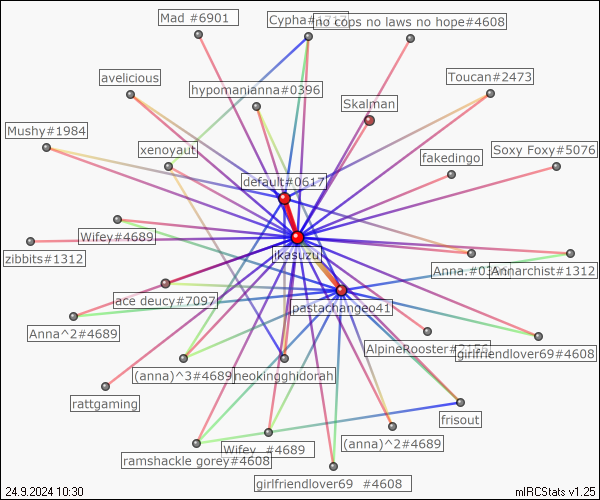 Mad #6901
Cypha#1717
no cops no laws no hope#4608
avelicious
hypomanianna#0396
Toucan#2473
Skalman
Mushy#1984
xenoyaut
fakedingo
Soxy Foxy#5076
default#0617
Wifey#4689
zibbits#1312
ikasuzu
Anna.
Annarchist#1312
ace deucy#7097
pastachangeo41
Anna^2#4689
AlpineRooster#
girlfriendlover69#4608
(anna)^3#4689
neokingghidorah
rattgaming
frisout
(anna)^2#4689
Wifey_ #4689
ramshackle gorey#4608
girlfriendlover69_ #4608
24.9.2024 10:30
mIRCStats v1.25